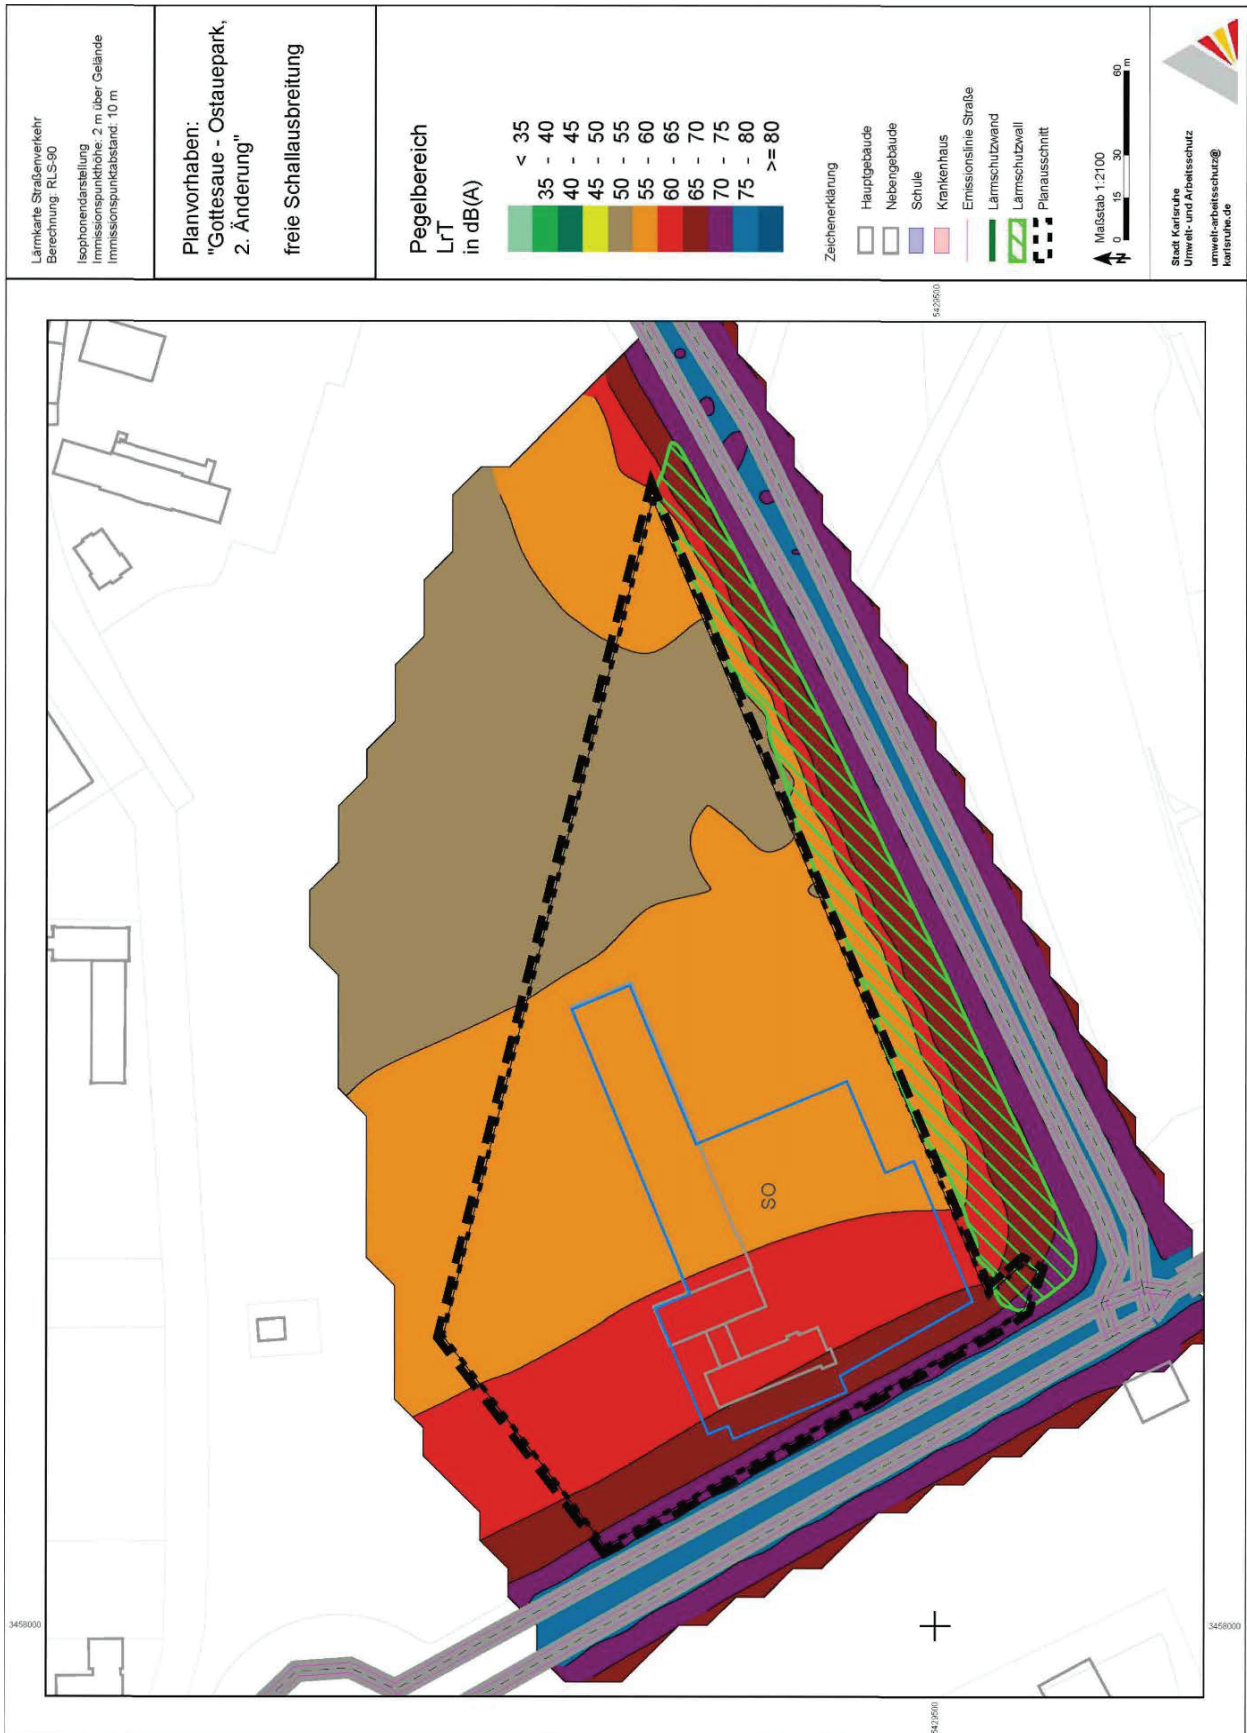 Lärmkarte Straßenverkehr
Berechnung: RLS-90
Isophonendarstellung
Immissionspunkthöhe: 2 m über Gelände
Immissionspunktabstand: 10 m
Planvorhaben:
"Gottesaue - Ostauepark,
2. Änderung"
freie Schallausbreitung
Pegelbereich
LrT
in dB(A)
< 35
35 - 40
40 - 45
45 - 50
50 - 55
55 - 60
60 - 65
65 - 70
70 - 75
75 - 80
>= 80
Zeichenerklärung
Hauptgebäude
Nebengebäude
Schule
Krankenhaus
Emissionslinie Straße
Lärmschutzwand
Lärmschutzwall
Planausschnitt
N
Maßstab 1:2100
0 15 30 60
m
Stadt Karlsruhe
Umwelt- und Arbeitsschutz
umwelt-arbeitsschutz@
karlsruhe.de
3458000
5429500
SO
5429500
3458000